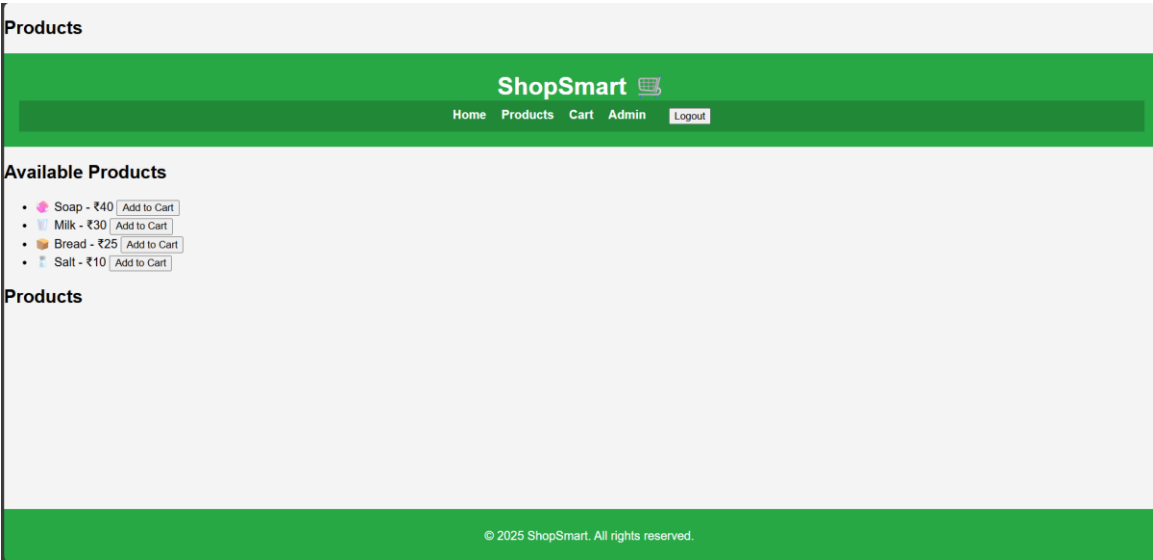 Products
ShopSmart
Home Products Cart Admin Logout
Available Products
Soap - ₹40 Add to Cart
Milk - ₹30 Add to Cart
Bread - ₹25 Add to Cart
Salt - ₹10 Add to Cart
Products
© 2025 ShopSmart. All rights reserved.